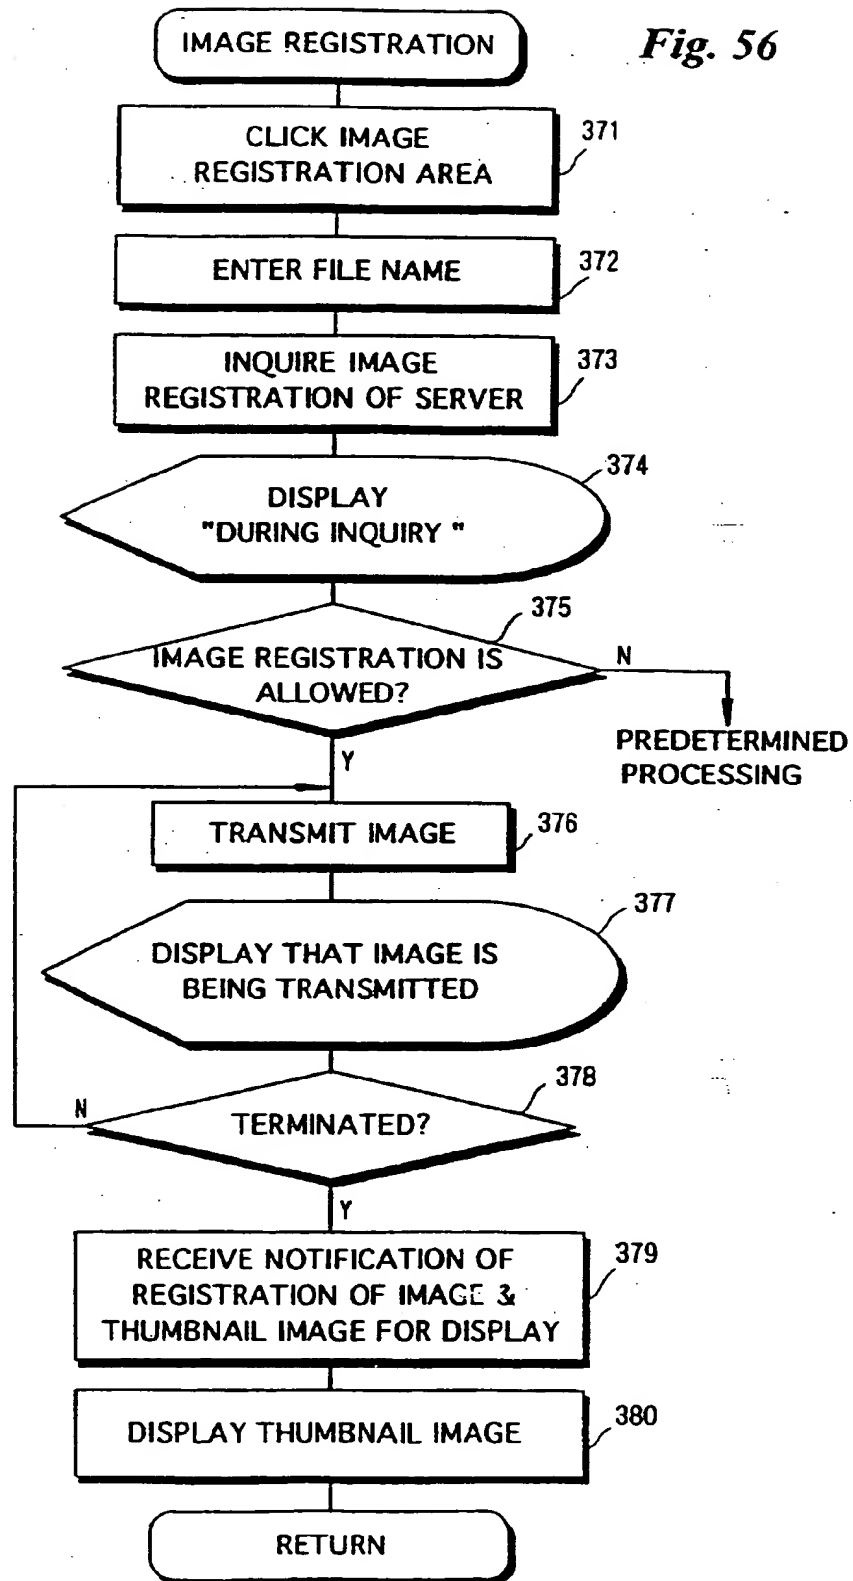 IMAGE REGISTRATION
Fig. 56
CLICK IMAGE
REGISTRATION AREA
371
ENTER FILE NAME
372
INQUIRE IMAGE
REGISTRATION OF SERVER
373
DISPLAY
"DURING INQUIRY "
374
375
IMAGE REGISTRATION IS
ALLOWED?
N
PREDETERMINED
PROCESSING
Y
TRANSMIT IMAGE
376
377
DISPLAY THAT IMAGE IS
BEING TRANSMITTED
378
N
TERMINATED?
Y
RECEIVE NOTIFICATION OF
REGISTRATION OF IMAGE &
THUMBNAIL IMAGE FOR DISPLAY
379
DISPLAY THUMBNAIL IMAGE
380
RETURN